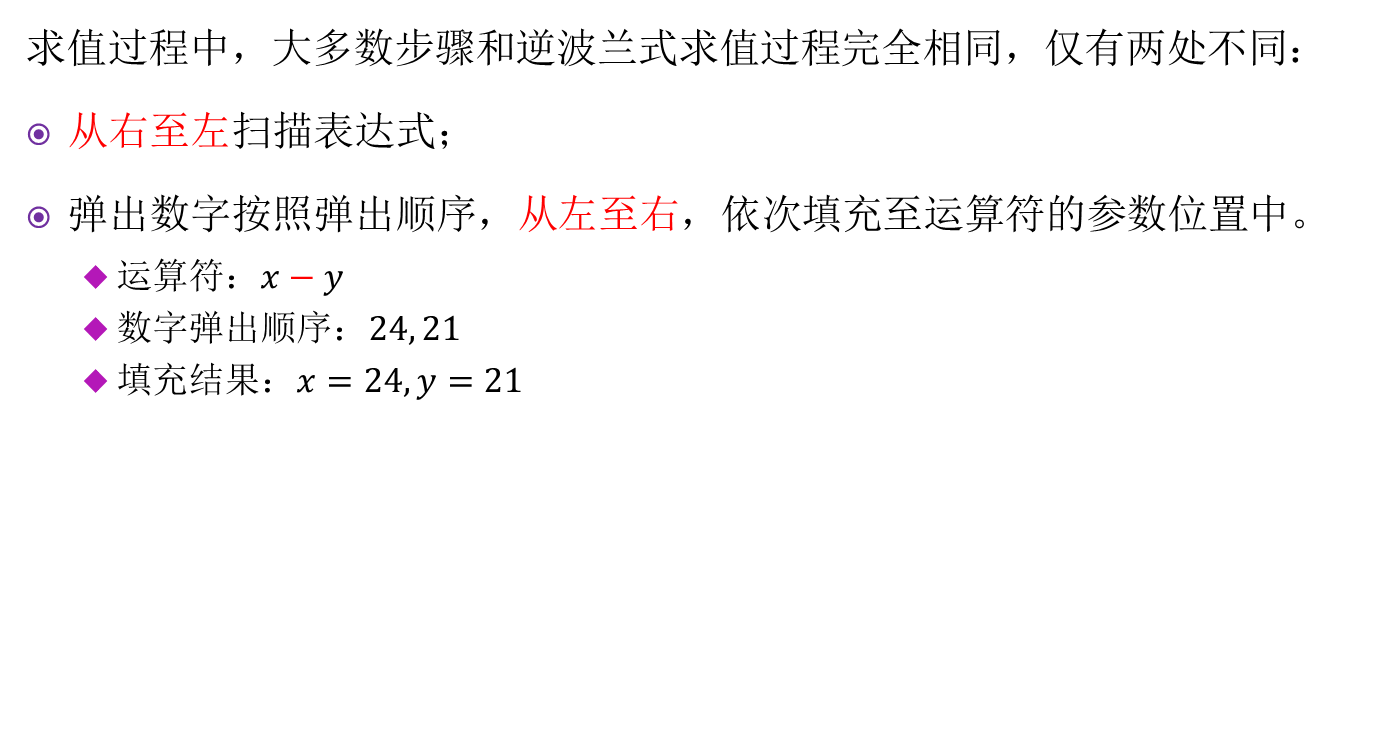 求值过程中，大多数步骤和逆波兰式求值过程完全相同，仅有两处不同：
从右至左扫描表达式；
弹出数字按照弹出顺序，从左至右，依次填充至运算符的参数位置中。
运算符：x − y
数字弹出顺序：24, 21
填充结果：x = 24, y = 21